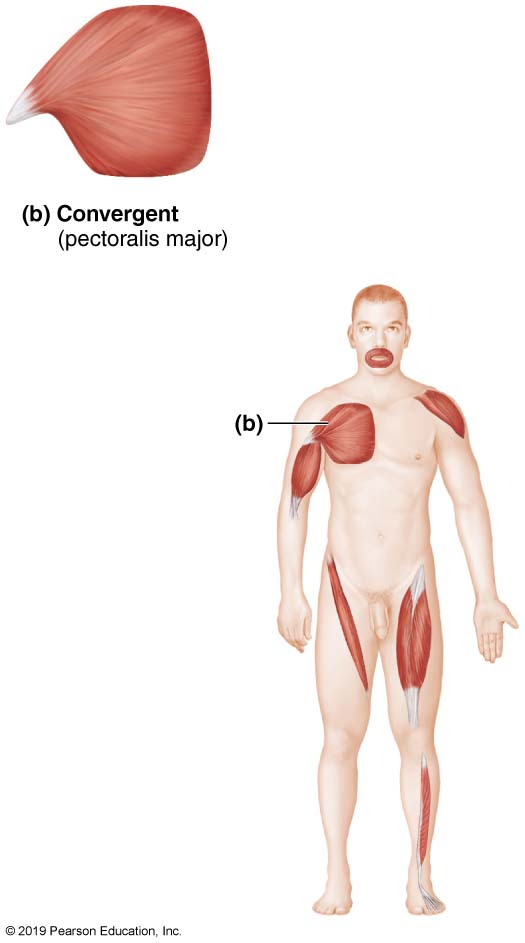 (b) Convergent
(pectoralis major)
(b)
© 2019 Pearson Education, Inc.